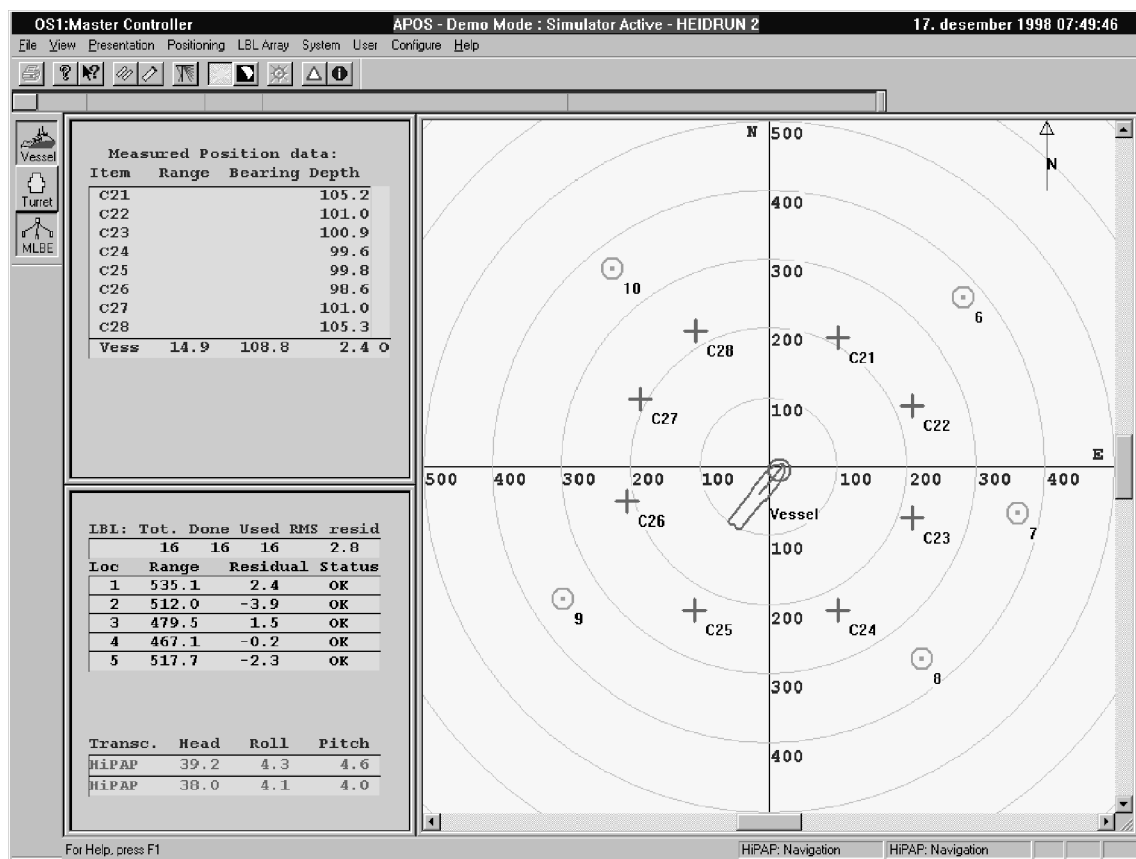 OS1:Master Controller APOS - Demo Mode : Simulator Active - HEIDRUN 2 17. desember 1998 07:49:46
File View Presentation Positioning LBL Array System User Configure Help
Vessel
Turret
MLBE
Measured Position data:
Item Range Bearing Depth
C21 105.2
C22 101.0
C23 100.9
C24 99.6
C25 99.8
C26 98.6
C27 101.0
C28 105.3
Vess 14.9 108.8 2.4 O
LBL: Tot. Done Used RMS resid
16 16 16 2.8
Loc Range Residual Status
1 535.1 2.4 OK
2 512.0 -3.9 OK
3 479.5 1.5 OK
4 467.1 -0.2 OK
5 517.7 -2.3 OK
Transc. Head Roll Pitch
HiPAP 39.2 4.3 4.6
HiPAP 38.0 4.1 4.0
N 500
N
400
300
10
6
200
C28
C21
100
C27
C22
E
500 400 300 200 100 100 200 300 400
Vessel
C26
C23
7
100
9
200
C25
C24
8
300
400
For Help, press F1 HiPAP: Navigation HiPAP: Navigation